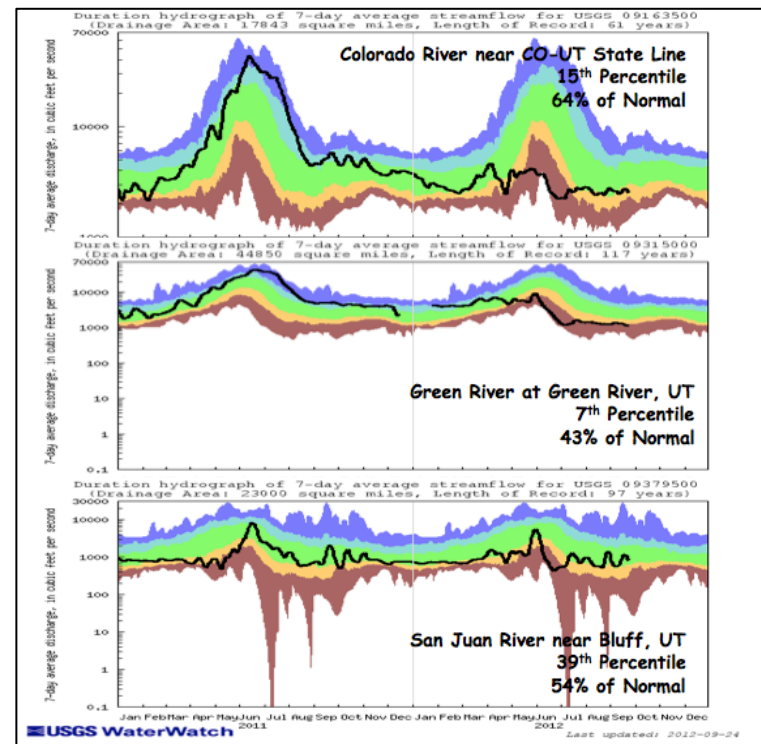 Duration hydrograph of 7-day average streamflow for USGS 09163500
(Drainage Area: 17843 square miles, Length of Record: 61 years)
70000
Colorado River near CO-UT State Line
15th Percentile
64% of Normal
10000
1000
7-day average discharge, in cubic feet per second
Duration hydrograph of 7-day average streamflow for USGS 09315000
(Drainage Area: 44850 square miles, Length of Record: 117 years)
70000
10000
1000
100
10
1
0.1
7-day average discharge, in cubic feet per second
Green River at Green River, UT
7th Percentile
43% of Normal
Duration hydrograph of 7-day average streamflow for USGS 09379500
(Drainage Area: 23000 square miles, Length of Record: 97 years)
30000
10000
1000
100
10
1
0.1
7-day average discharge, in cubic feet per second
San Juan River near Bluff, UT
39th Percentile
54% of Normal
Jan Feb Mar Apr May Jun Jul Aug Sep Oct Nov Dec Jan Feb Mar Apr May Jun Jul Aug Sep Oct Nov Dec
2011 2012
USGS WaterWatch
Last updated: 2012-09-24